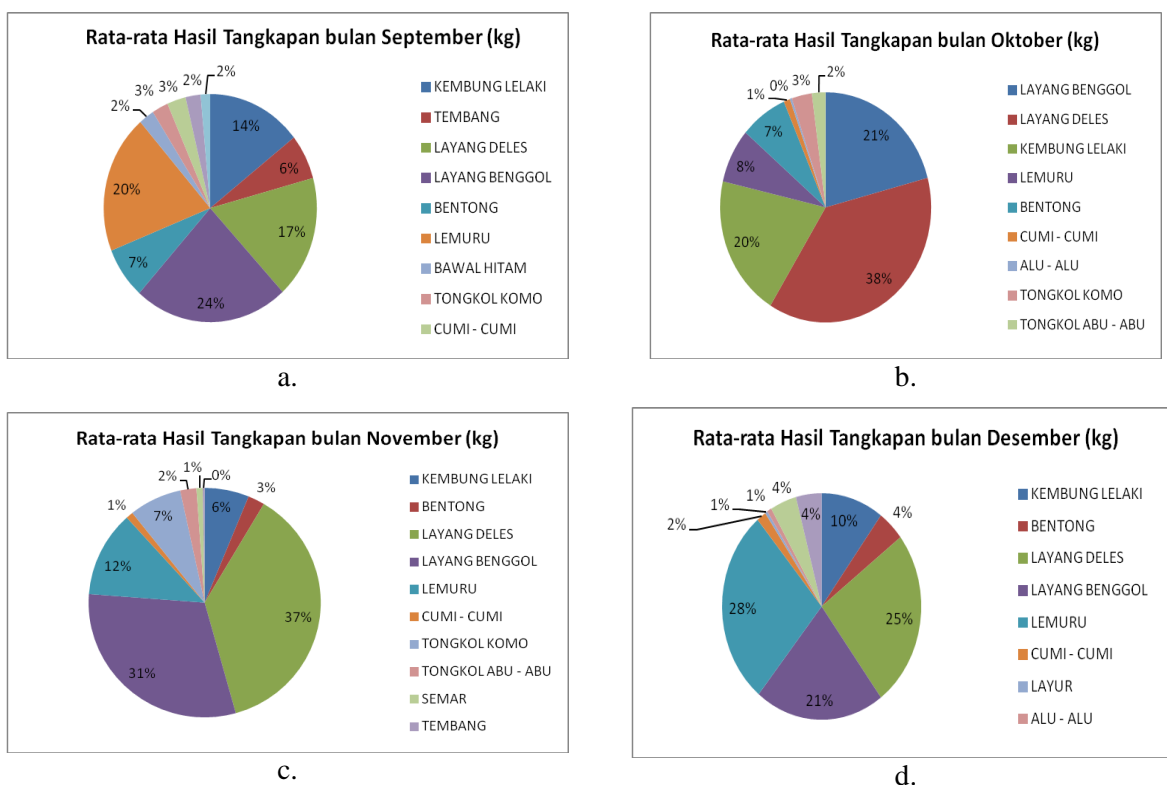 Rata-rata Hasil Tangkapan bulan September (kg)
2%
3%
3%
2%
2%
14%
6%
17%
24%
7%
20%
KEMBUNG LELAKI
TEMBANG
LAYANG DELES
LAYANG BENGGOL
BENTONG
LEMURU
BAWAL HITAM
TONGKOL KOMO
CUMI - CUMI
a.
Rata-rata Hasil Tangkapan bulan Oktober (kg)
1%
0%
3%
2%
21%
38%
20%
8%
7%
LAYANG BENGGOL
LAYANG DELES
KEMBUNG LELAKI
LEMURU
BENTONG
CUMI - CUMI
ALU - ALU
TONGKOL KOMO
TONGKOL ABU - ABU
b.
Rata-rata Hasil Tangkapan bulan November (kg)
1%
7%
2%
1%
0%
6%
3%
37%
31%
12%
KEMBUNG LELAKI
BENTONG
LAYANG DELES
LAYANG BENGGOL
LEMURU
CUMI - CUMI
TONGKOL KOMO
TONGKOL ABU - ABU
SEMAR
TEMBANG
c.
Rata-rata Hasil Tangkapan bulan Desember (kg)
2%
1%
1%
4%
4%
10%
4%
25%
21%
28%
KEMBUNG LELAKI
BENTONG
LAYANG DELES
LAYANG BENGGOL
LEMURU
CUMI - CUMI
LAYUR
ALU - ALU
d.